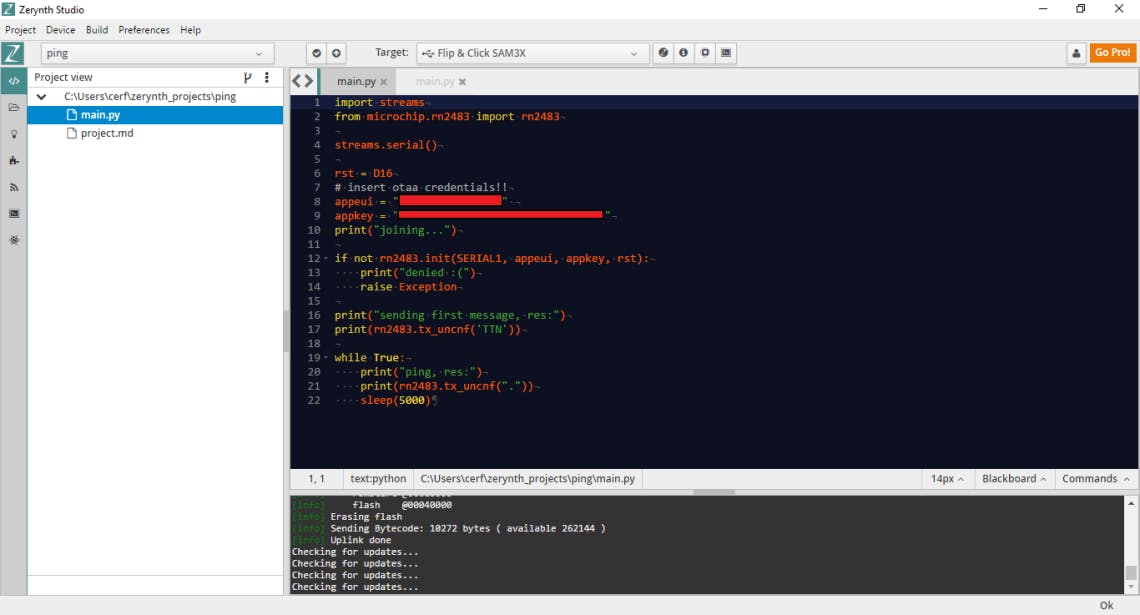 Zerynth Studio
Project Device Build Preferences Help
ping Target: Flip & Click SAM3X Go Pro!
Project view
C:\Users\cerf\zerynth_projects\ping
main.py
project.md
main.py main.py
1 import streams
2 from microchip.rn2483 import rn2483
3
4 streams.serial()
5
6 rst = D16
7 # insert otaa credentials!!
8 appeui = " "
9 appkey = " "
10 print("joining...")
11
12 if not rn2483.init(SERIAL1, appeui, appkey, rst):
13 print("denied :(")
14 raise Exception
15
16 print("sending first message, res:")
17 print(rn2483.tx_uncnf('TTN'))
18
19 while True:
20 print("ping, res:")
21 print(rn2483.tx_uncnf("."))
22 sleep(5000)
1, 1 text:python C:\Users\cerf\zerynth_projects\ping\main.py 14px Blackboard Commands
[info] flash @00040000
[info] Erasing flash
[info] Sending Bytecode: 10272 bytes ( available 262144 )
[info] Uplink done
Checking for updates...
Checking for updates...
Checking for updates...
Checking for updates...
Ok